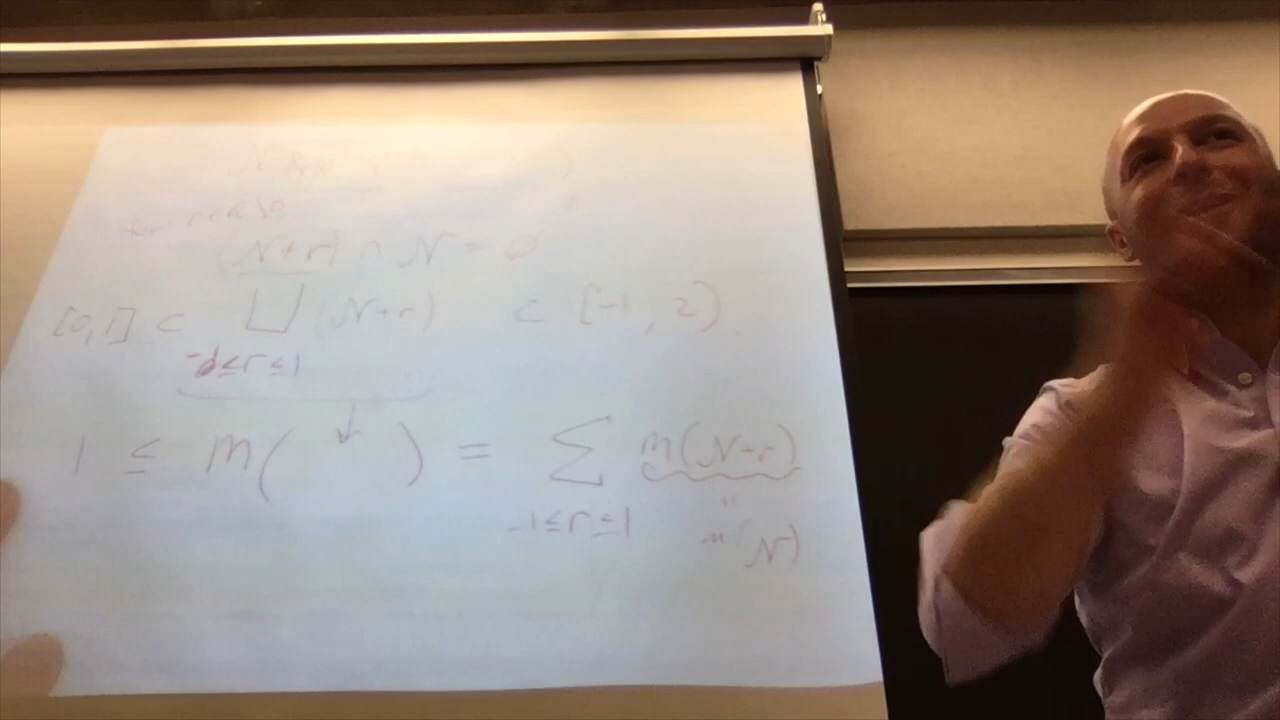 for r ∈ \0
(N+r) ∩ N = ∅
[0,1] ⊂ ⨆ (N+r) ⊂ [-1, 2).
-1≤r≤1
1 ≤ m( ↓ ) = Σ m(N+r)
-1≤r≤1
"
m(N)